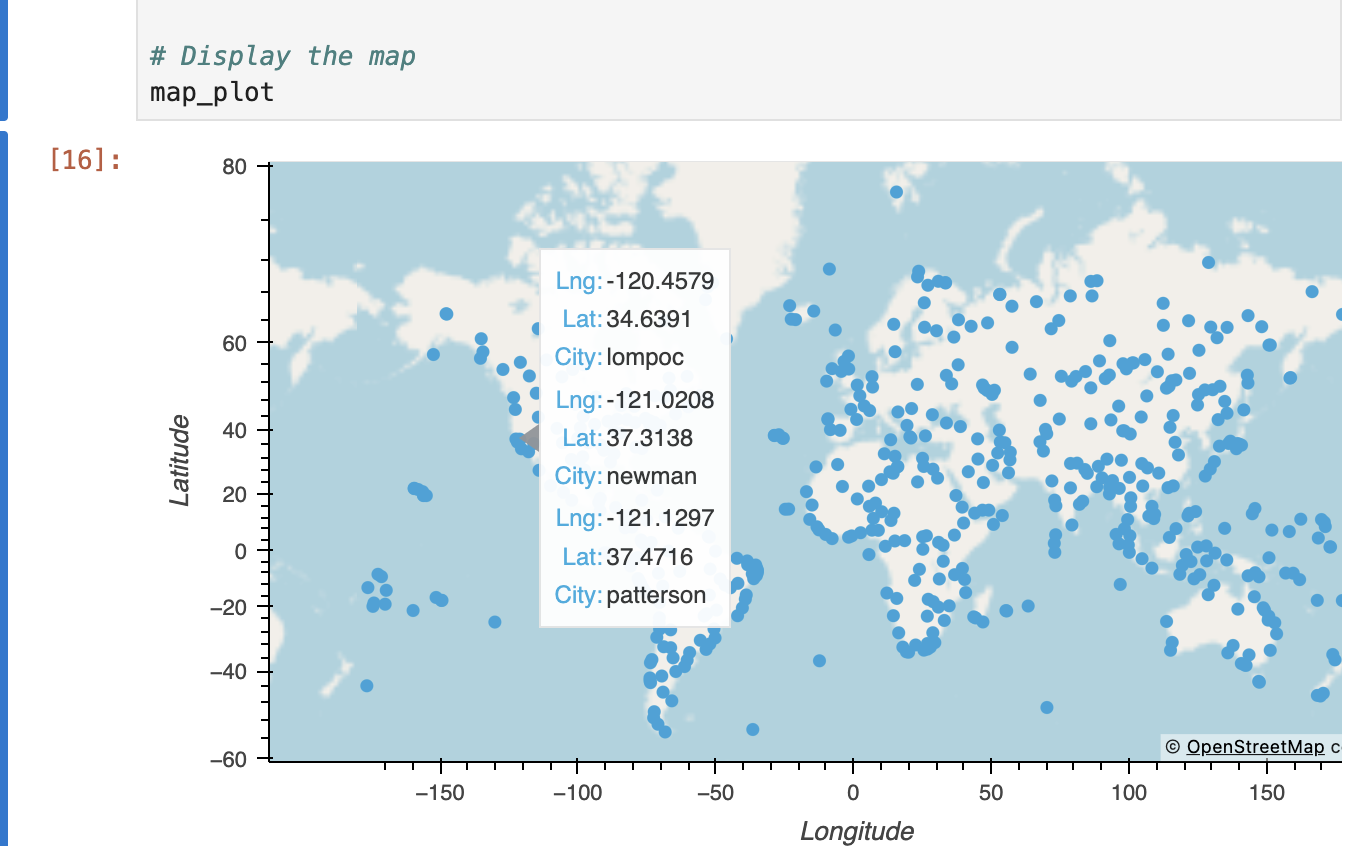 # Display the map
map_plot
[16]:
80
60
40
20
0
−20
−40
−60
Latitude
Lng: -120.4579
Lat: 34.6391
City: lompoc
Lng: -121.0208
Lat: 37.3138
City: newman
Lng: -121.1297
Lat: 37.4716
City: patterson
© OpenStreetMap c
−150 −100 −50 0 50 100 150
Longitude